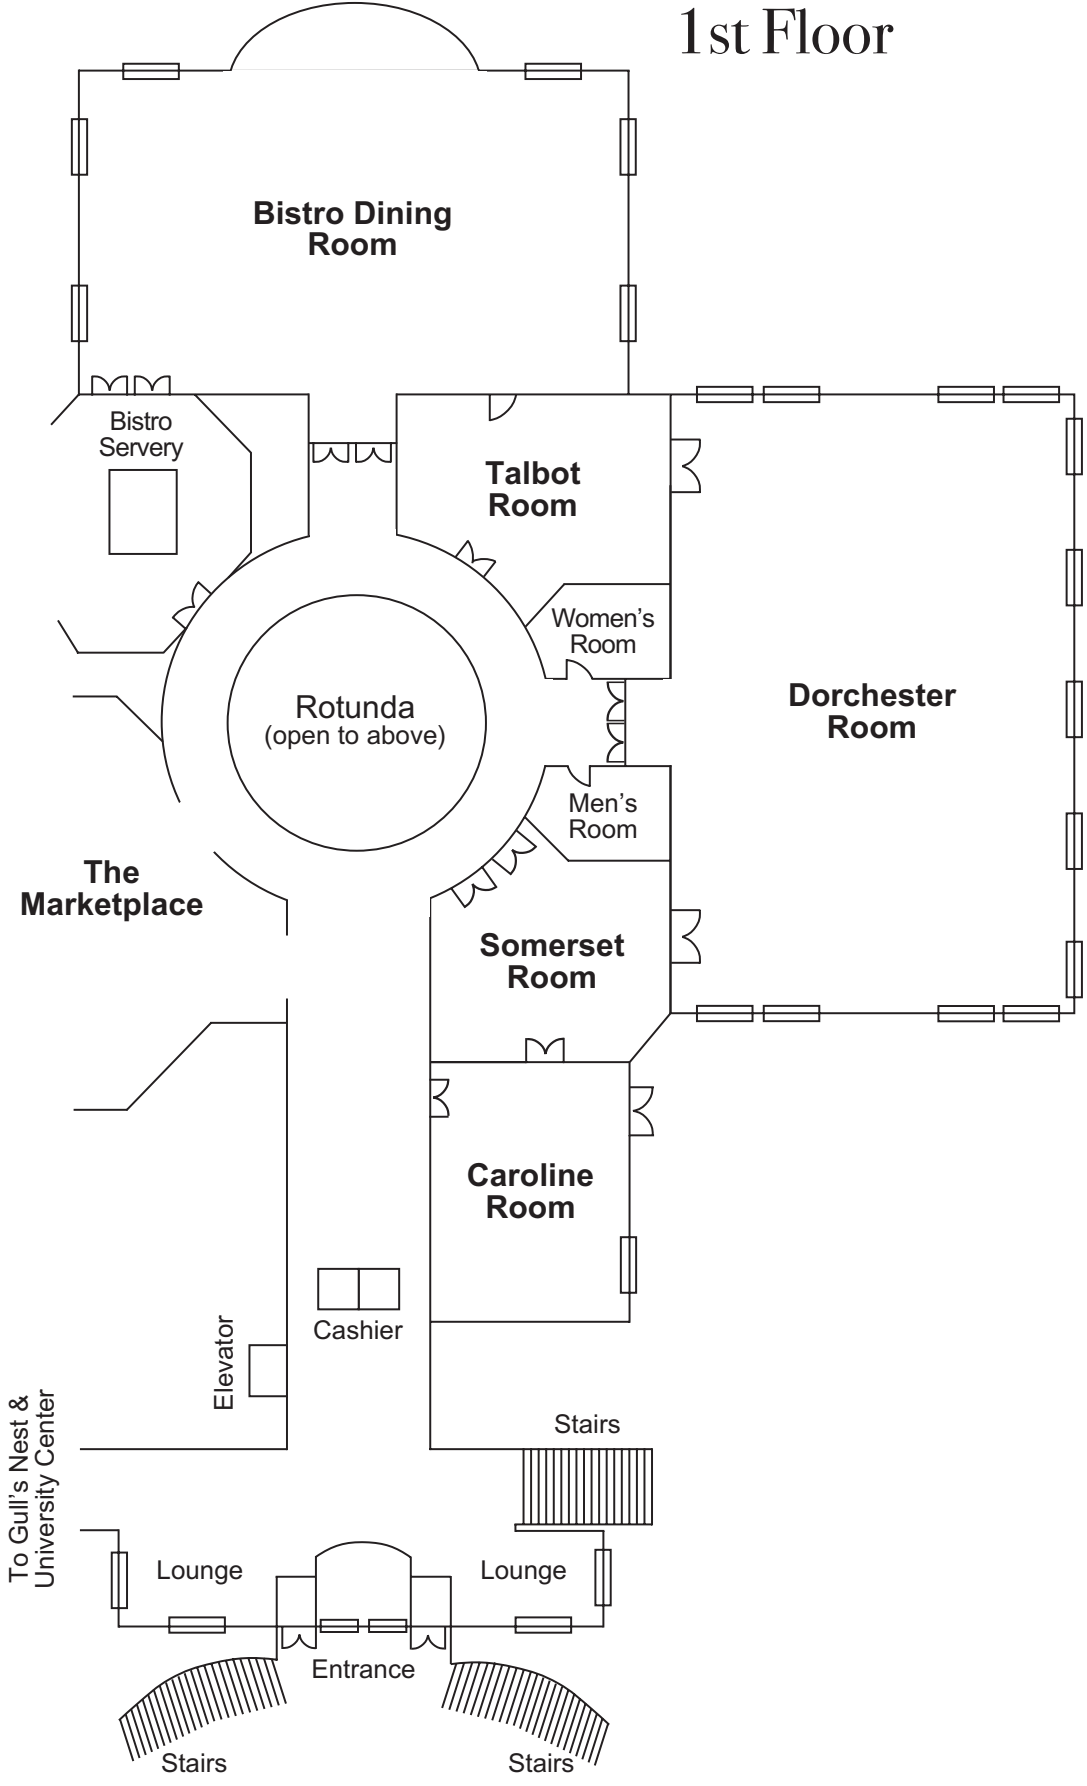 1st Floor
Bistro Dining
Room
Bistro
Servery
Talbot
Room
Women’s
Room
Rotunda
(open to above)
Dorchester
Room
Men’s
Room
The
Marketplace
Somerset
Room
Caroline
Room
Cashier
Elevator
To Gull’s Nest &
University Center
Stairs
Lounge
Lounge
Entrance
Stairs
Stairs